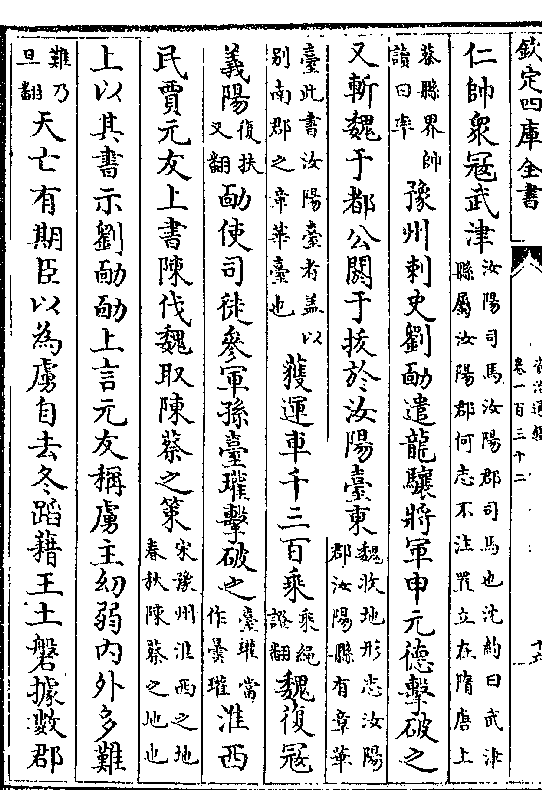 欽定四庫全書
資治通鑑
卷一百三十二
仁帥衆冦武津汝陽司馬汝陽郡司馬也沈約曰武津縣屬汝陽郡何志不注置立在隋唐上
蔡縣界帥讀曰率豫州刺史劉勔遣龍驤將軍申元德擊破之
又斬魏于都公閼于拔於汝陽臺東魏收地形志汝陽郡汝陽縣有章華
臺此書汝陽臺者盖以别南郡之章華臺也獲運車千三百乘乘䋲證翻魏復冦
義陽復扶又翻勔使司徒參軍孫臺瓘擊破之臺瓘當作曇瓘淮西
民賈元友上書陳伐魏取陳蔡之策宋豫州淮西之地春秋陳蔡之地也
上以其書示劉勔勔上言元友稱虜主幼弱内外多難
難乃旦翻天亡有期臣以為虜自去冬蹈藉王土磐據數郡